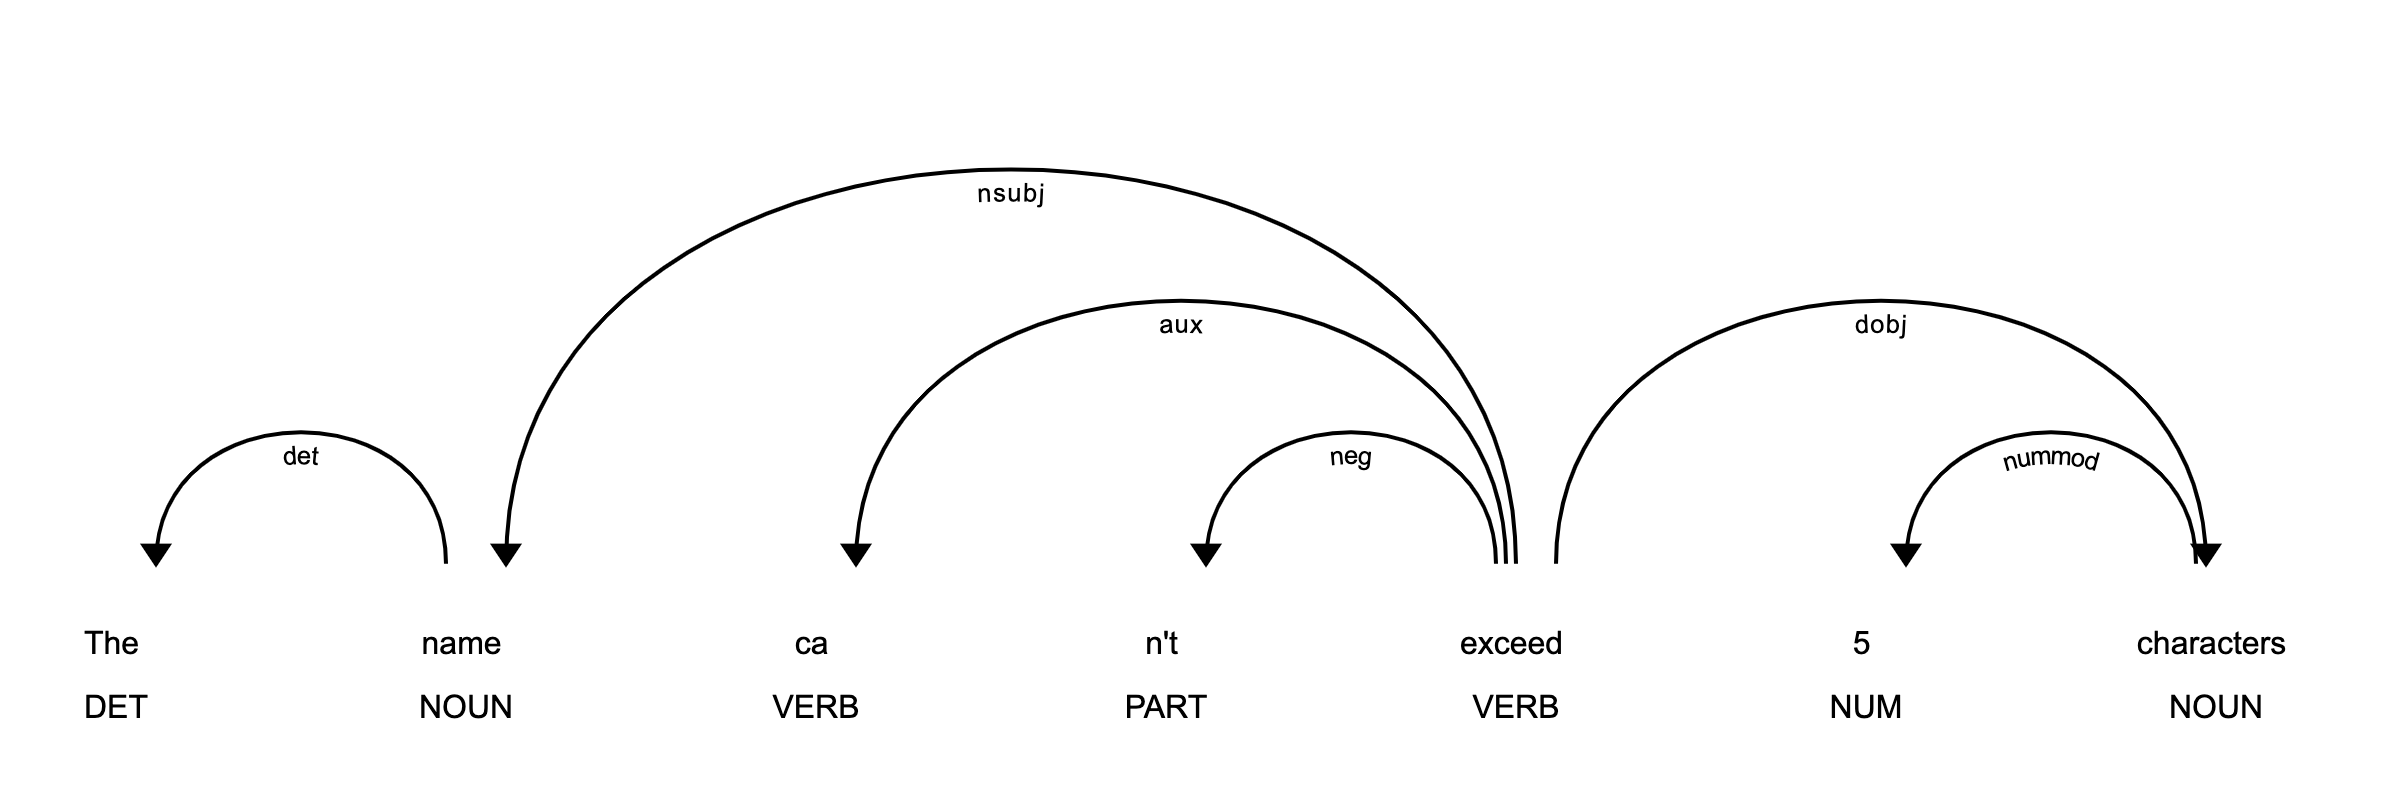 nsubj
aux dobj
det neg nummod
The name ca n't exceed 5 characters
DET NOUN VERB PART VERB NUM NOUN